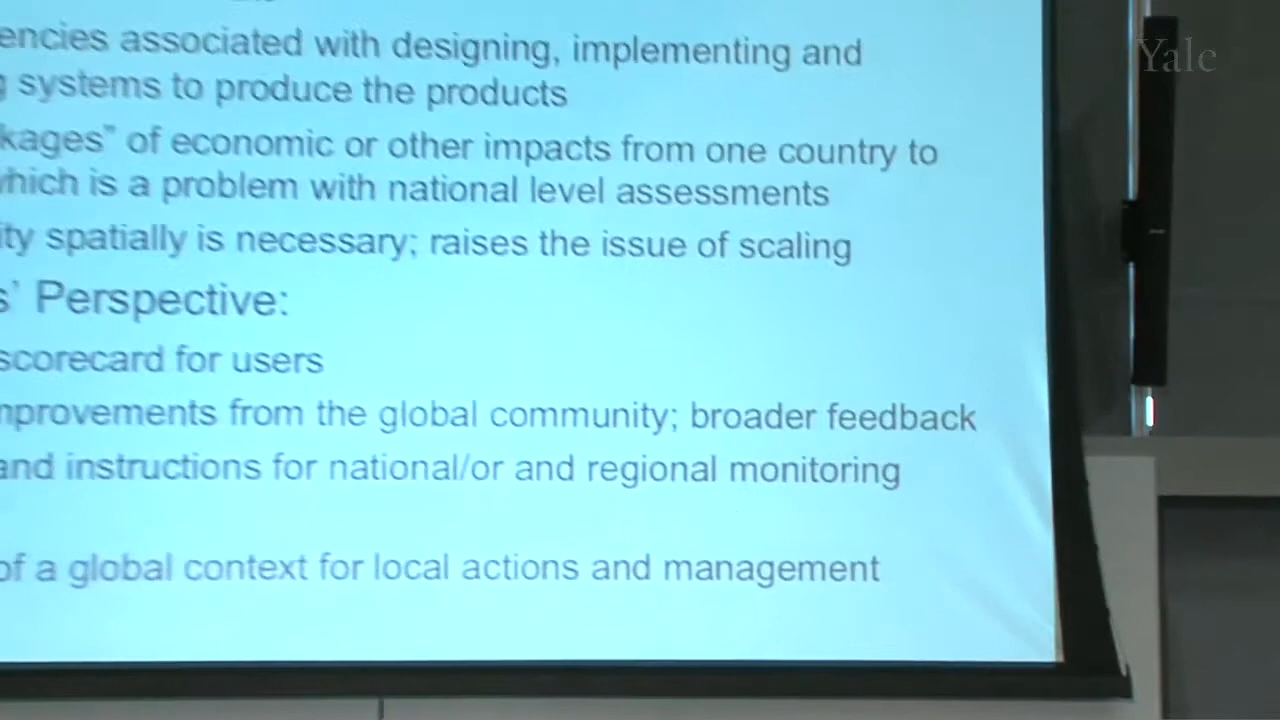 encies associated with designing, implementing and
g systems to produce the products
kages” of economic or other impacts from one country to
which is a problem with national level assessments
ity spatially is necessary; raises the issue of scaling
s’ Perspective:
scorecard for users
mprovements from the global community; broader feedback
and instructions for national/or and regional monitoring
of a global context for local actions and management
Yale